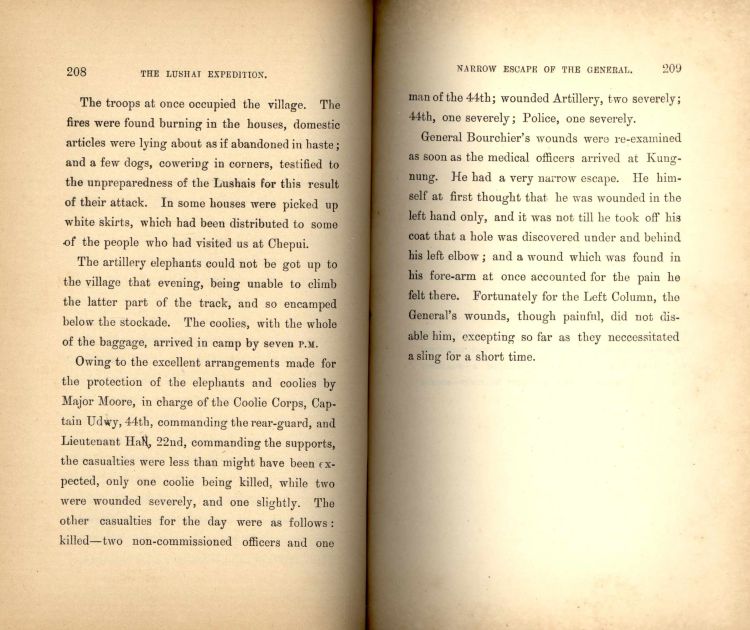 208
THE LUSHAI EXPEDITION.
The troops at once occupied the village. The
fires were found burning in the houses, domestic
articles were lying about as if abandoned in haste;
and a few dogs, cowering in corners, testified to
the unpreparedness of the Lushais for this result
of their attack. In some houses were picked up
white skirts, which had been distributed to some
of the people who had visited us at Chepui.
The artillery elephants could not be got up to
the village that evening, being unable to climb
the latter part of the track, and so encamped
below the stockade. The coolies, with the whole
of the baggage, arrived in camp by seven P.M.
Owing to the excellent arrangements made for
the protection of the elephants and coolies by
Major Moore, in charge of the Coolie Corps, Cap-
tain Udwy, 44th, commanding the rear-guard, and
Lieutenant Hall, 22nd, commanding the supports,
the casualties were less than might have been ex-
pected, only one coolie being killed, while two
were wounded severely, and one slightly. The
other casualties for the day were as follows:
killed—two non-commissioned officers and one
NARROW ESCAPE OF THE GENERAL.
209
man of the 44th; wounded Artillery, two severely;
44th, one severely; Police, one severely.
General Bourchier's wounds were re-examined
as soon as the medical officers arrived at Kung-
nung. He had a very narrow escape. He him-
self at first thought that he was wounded in the
left hand only, and it was not till he took off his
coat that a hole was discovered under and behind
his left elbow; and a wound which was found in
his fore-arm at once accounted for the pain he
felt there. Fortunately for the Left Column, the
General's wounds, though painful, did not dis-
able him, excepting so far as they neccessitated
a sling for a short time.